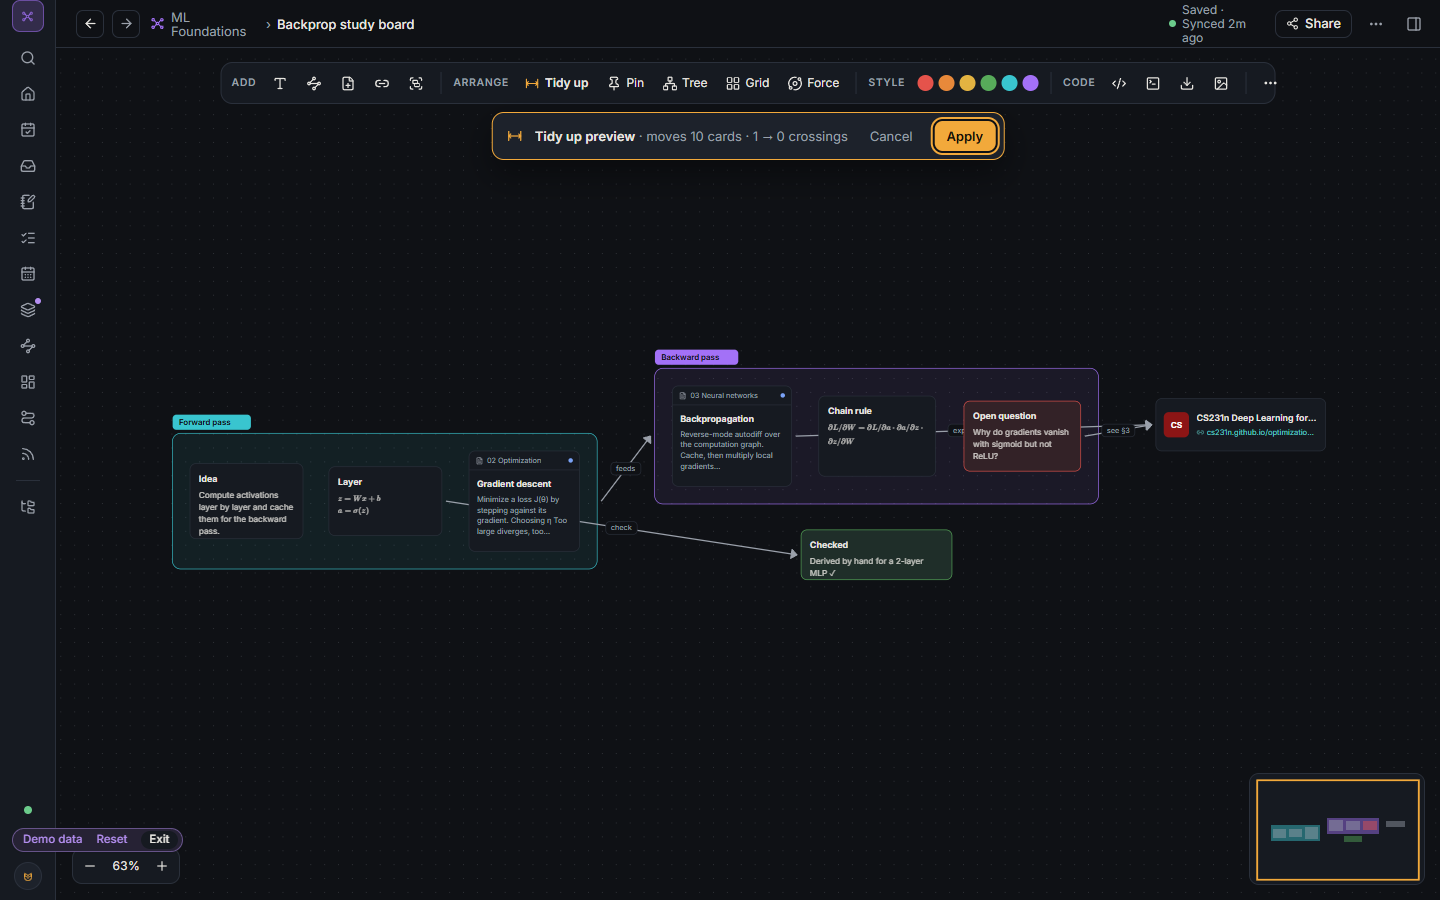 ML
Foundations
› Backprop study board
Saved ·
Synced 2m
ago
Share
ADD
ARRANGE
Tidy up
Pin
Tree
Grid
Force
STYLE
CODE
Tidy up preview · moves 10 cards · 1 → 0 crossings
Cancel
Apply
Backward pass
03 Neural networks
Backpropagation
Reverse-mode autodiff over
the computation graph.
Cache, then multiply local
gradients...
Chain rule
∂L/∂W = ∂L/∂a · ∂a/∂z ·
∂z/∂W
exp
Open question
Why do gradients vanish
with sigmoid but not
ReLU?
see §3
CS
CS231n Deep Learning for...
cs231n.github.io/optimizatio...
Forward pass
Idea
Compute activations
layer by layer and cache
them for the backward
pass.
Layer
z = Wx + b
a = σ(z)
02 Optimization
Gradient descent
Minimize a loss J(θ) by
stepping against its
gradient. Choosing η Too
large diverges, too...
feeds
check
Checked
Derived by hand for a 2-layer
MLP ✓
Demo data
Reset
Exit
63%